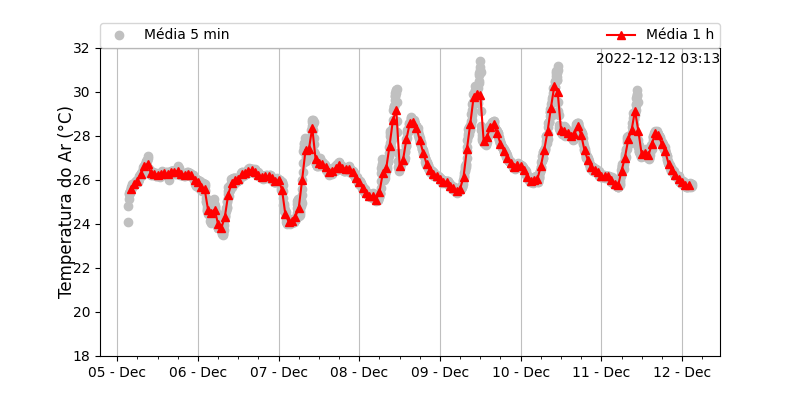 Média 5 min
Média 1 h
2022-12-12 03:13
Temperatura do Ar (°C)
32
30
28
26
24
22
20
18
05 - Dec
06 - Dec
07 - Dec
08 - Dec
09 - Dec
10 - Dec
11 - Dec
12 - Dec